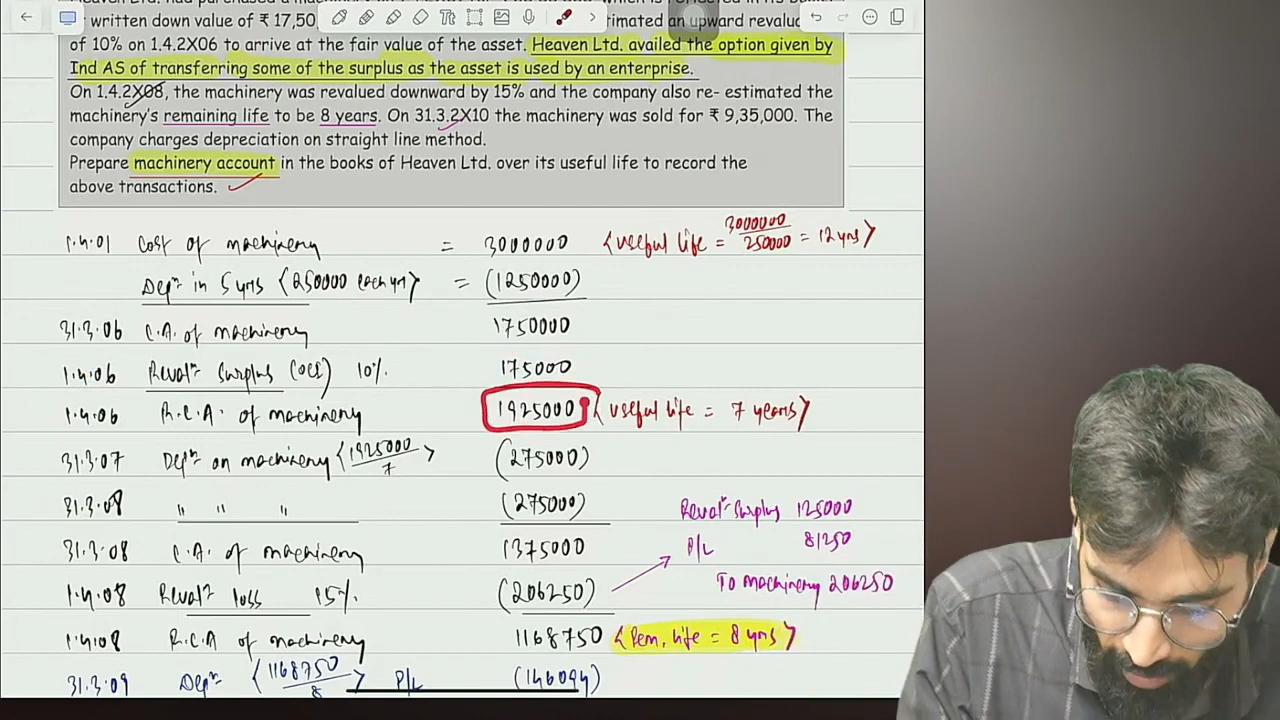 written down value of ₹ 17,50
of 10% on 1.4.2X06 to arrive at the fair value of the asset. Heaven Ltd. availed the option given by
Ind AS of transferring some of the surplus as the asset is used by an enterprise.
On 1.4.2X08, the machinery was revalued downward by 15% and the company also re- estimated the
machinery's remaining life to be 8 years. On 31.3.2X10 the machinery was sold for ₹ 9,35,000. The
company charges depreciation on straight line method.
Prepare machinery account in the books of Heaven Ltd. over its useful life to record the
above transactions.
1.4.01 Cost of machinery = 3000000 <useful life = 3000000/250000 = 12 yrs>
Depn in 5 yrs <250000 each yr> = (1250000)
31.3.06 C.A. of machinery 1750000
1.4.06 Revaln Surplus (OCI) 10%. 175000
1.4.06 R.C.A. of machinery 1925000 <useful life = 7 years>
31.3.07 Depn on machinery <1925000/7> (275000)
31.3.08 " " " (275000)
Revaln Surplus 125000
31.3.08 C.A. of machinery 1375000
P/L 81250
1.4.08 Revaln loss 15%. (206250)
To machinery 206250
1.4.08 R.C.A of machinery 1168750 <Rem. life = 8 yrs>
31.3.09 Depn <1168750/8> P/L (146094)